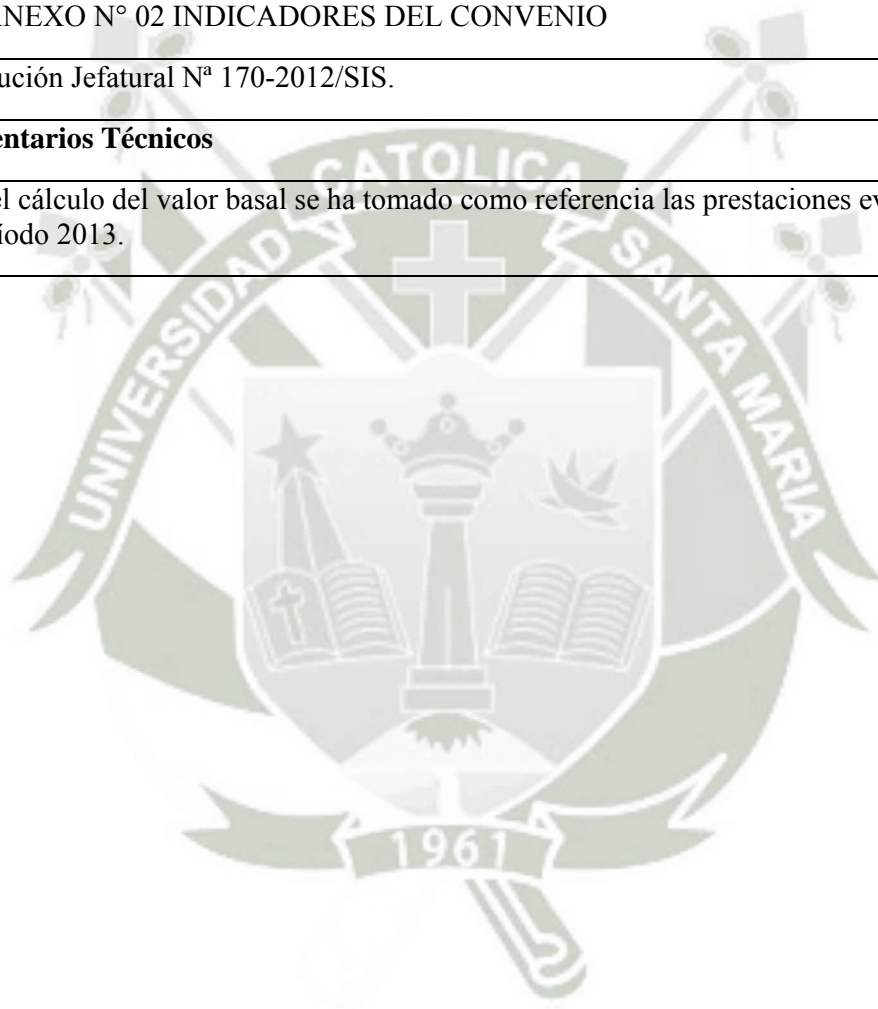 NEXO N° 02 INDICADORES DEL CONVENIO
ución Jefatural Nª 170-2012/SIS.
entarios Técnicos
el cálculo del valor basal se ha tomado como referencia las prestaciones ev
íodo 2013.
UNIVERSIDAD CATOLICA SANTA MARIA
1961